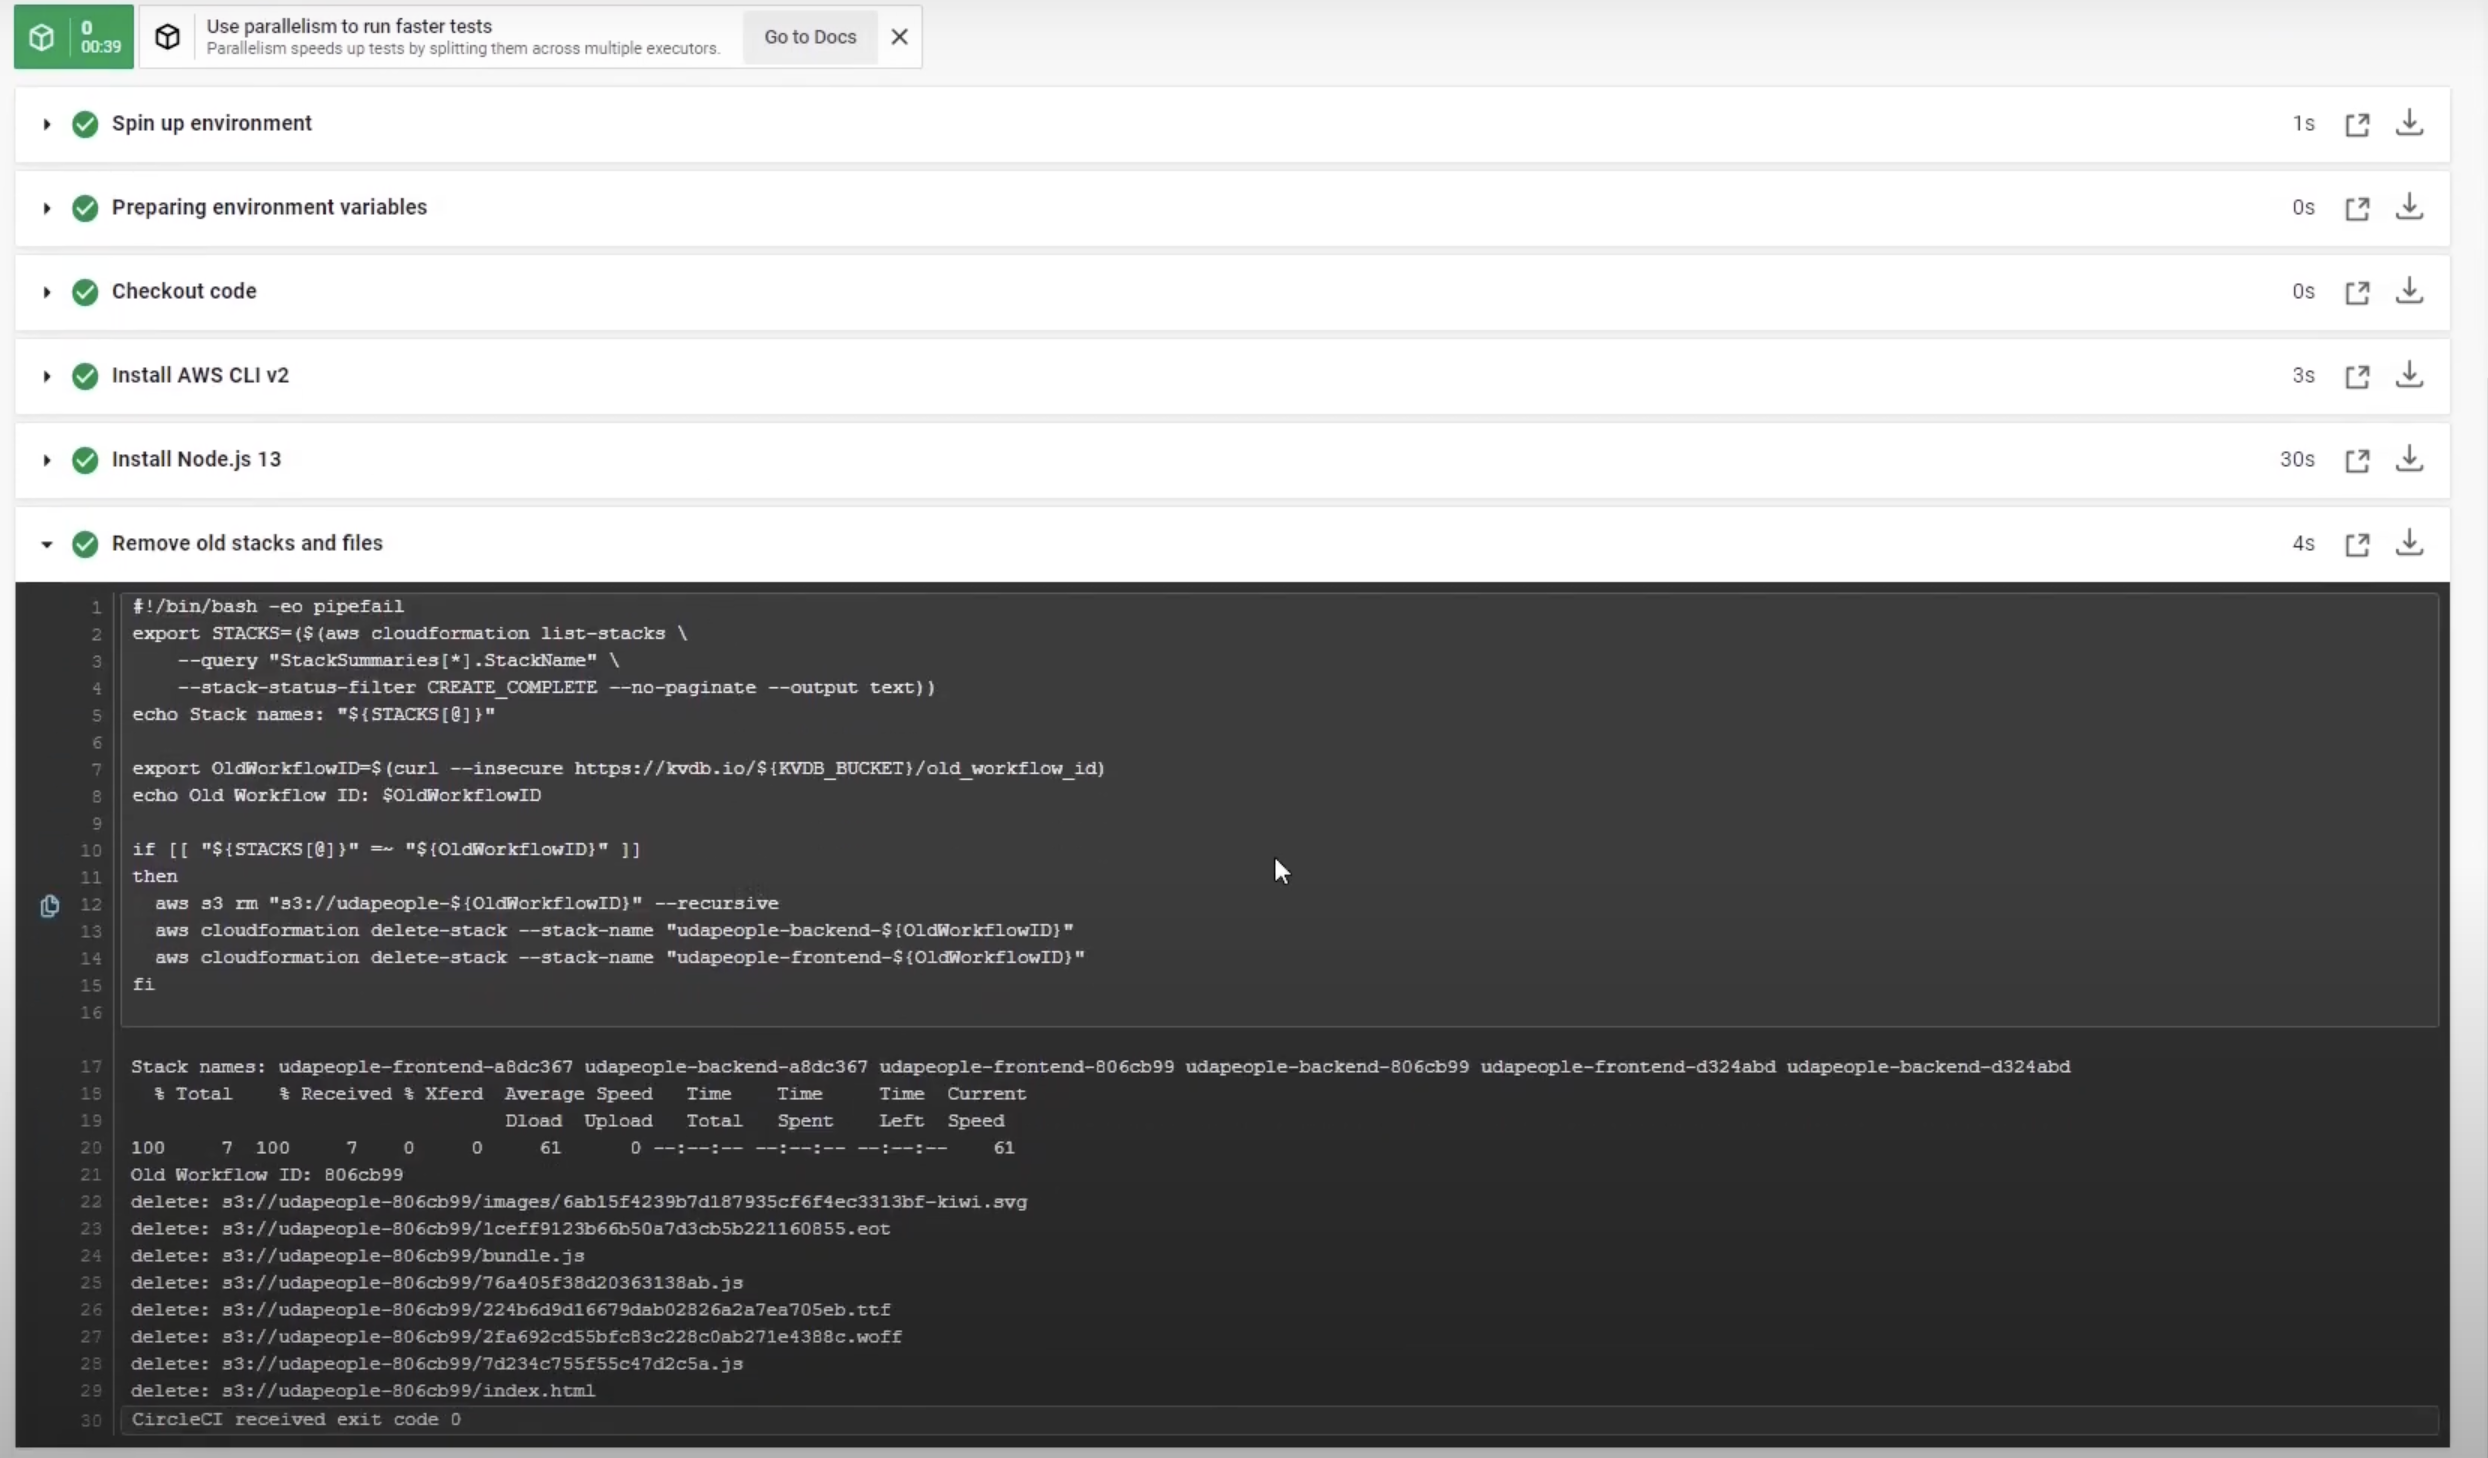 0
00:39
Use parallelism to run faster tests
Parallelism speeds up tests by splitting them across multiple executors.
Go to Docs
Spin up environment 1s
Preparing environment variables 0s
Checkout code 0s
Install AWS CLI v2 3s
Install Node.js 13 30s
Remove old stacks and files 4s
1 #!/bin/bash -eo pipefail
2 export STACKS=($(aws cloudformation list-stacks \
3     --query "StackSummaries[*].StackName" \
4     --stack-status-filter CREATE_COMPLETE --no-paginate --output text))
5 echo Stack names: "${STACKS[@]}"
6
7 export OldWorkflowID=$(curl --insecure https://kvdb.io/${KVDB_BUCKET}/old_workflow_id)
8 echo Old Workflow ID: $OldWorkflowID
9
10 if [[ "${STACKS[@]}" =~ "${OldWorkflowID}" ]]
11 then
12   aws s3 rm "s3://udapeople-${OldWorkflowID}" --recursive
13   aws cloudformation delete-stack --stack-name "udapeople-backend-${OldWorkflowID}"
14   aws cloudformation delete-stack --stack-name "udapeople-frontend-${OldWorkflowID}"
15 fi
16
17 Stack names: udapeople-frontend-a8dc367 udapeople-backend-a8dc367 udapeople-frontend-806cb99 udapeople-backend-806cb99 udapeople-frontend-d324abd udapeople-backend-d324abd
18   % Total    % Received % Xferd  Average Speed   Time    Time     Time  Current
19                                  Dload  Upload   Total   Spent    Left  Speed
20 100     7  100     7    0     0     61      0 --:--:-- --:--:-- --:--:--    61
21 Old Workflow ID: 806cb99
22 delete: s3://udapeople-806cb99/images/6ab15f4239b7d187935cf6f4ec3313bf-kiwi.svg
23 delete: s3://udapeople-806cb99/1ceff9123b66b50a7d3cb5b221160855.eot
24 delete: s3://udapeople-806cb99/bundle.js
25 delete: s3://udapeople-806cb99/76a405f38d20363138ab.js
26 delete: s3://udapeople-806cb99/224b6d9d16679dab02826a2a7ea705eb.ttf
27 delete: s3://udapeople-806cb99/2fa692cd55bfc83c228c0ab271e4388c.woff
28 delete: s3://udapeople-806cb99/7d234c755f55c47d2c5a.js
29 delete: s3://udapeople-806cb99/index.html
30 CircleCI received exit code 0